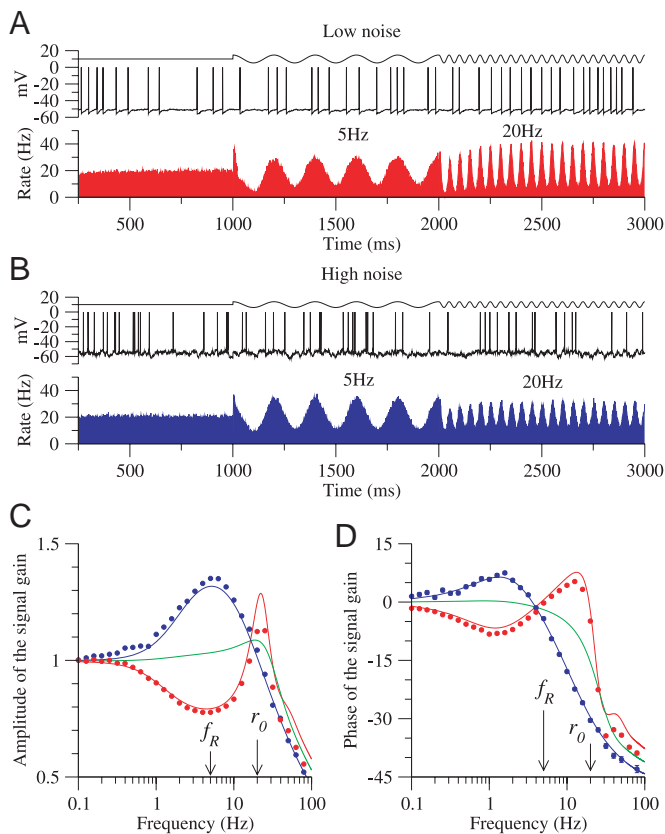 A
Low noise
20
0
-20
-40
-60
mV
5Hz
20Hz
40
20
0
Rate (Hz)
500
1000
1500
2000
2500
3000
Time (ms)
B
High noise
20
0
-20
-40
-60
mV
5Hz
20Hz
40
20
0
Rate (Hz)
500
1000
1500
2000
2500
3000
Time (ms)
C
1.5
1
0.5
Amplitude of the signal gain
f_R
r_0
0.1
1
10
100
Frequency (Hz)
D
15
0
-15
-30
-45
Phase of the signal gain
f_R
r_0
0.1
1
10
100
Frequency (Hz)